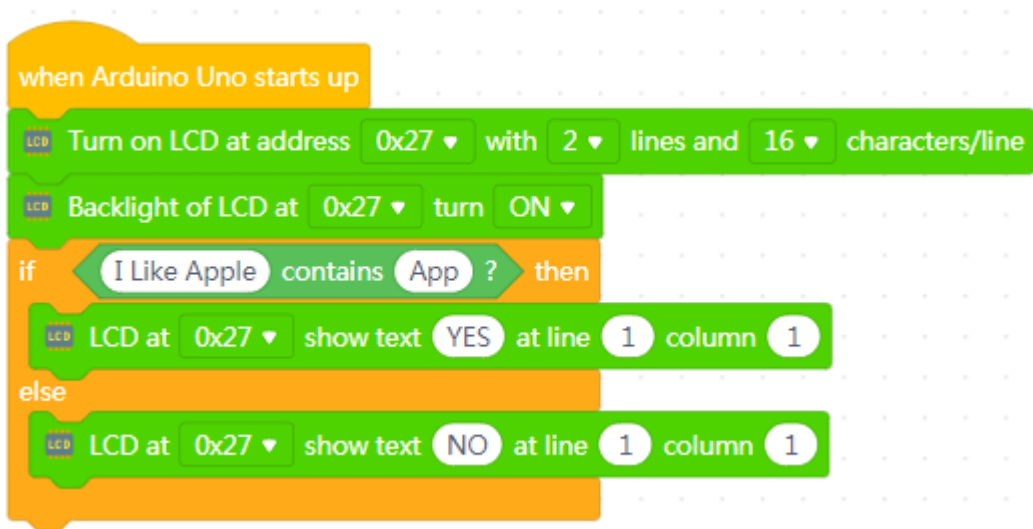 when Arduino Uno starts up
LCD Turn on LCD at address 0x27 with 2 lines and 16 characters/line
LCD Backlight of LCD at 0x27 turn ON
if I Like Apple contains App ? then
LCD LCD at 0x27 show text YES at line 1 column 1
else
LCD LCD at 0x27 show text NO at line 1 column 1